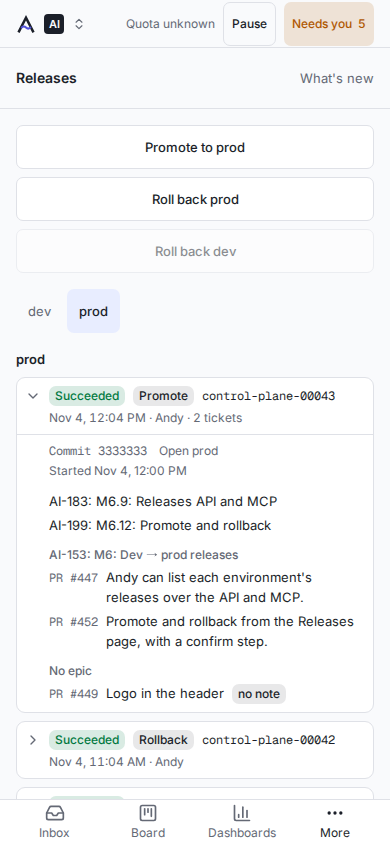 AI
Quota unknown
Pause
Needs you 5
Releases
What's new
Promote to prod
Roll back prod
Roll back dev
dev
prod
prod
Succeeded Promote control-plane-00043
Nov 4, 12:04 PM · Andy · 2 tickets
Commit 3333333 Open prod
Started Nov 4, 12:00 PM
AI-183: M6.9: Releases API and MCP
AI-199: M6.12: Promote and rollback
AI-153: M6: Dev → prod releases
PR #447 Andy can list each environment's
releases over the API and MCP.
PR #452 Promote and rollback from the Releases
page, with a confirm step.
No epic
PR #449 Logo in the header no note
Succeeded Rollback control-plane-00042
Nov 4, 11:04 AM · Andy
Inbox
Board
Dashboards
More